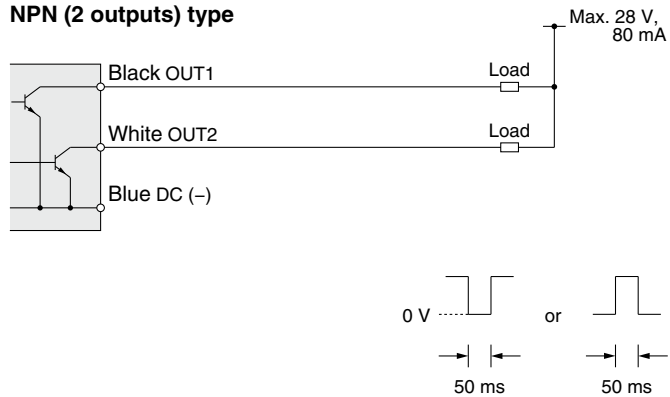 NPN (2 outputs) type
Max. 28 V,
80 mA
Black OUT1
Load
White OUT2
Load
Blue DC (−)
0 V
or
50 ms
50 ms